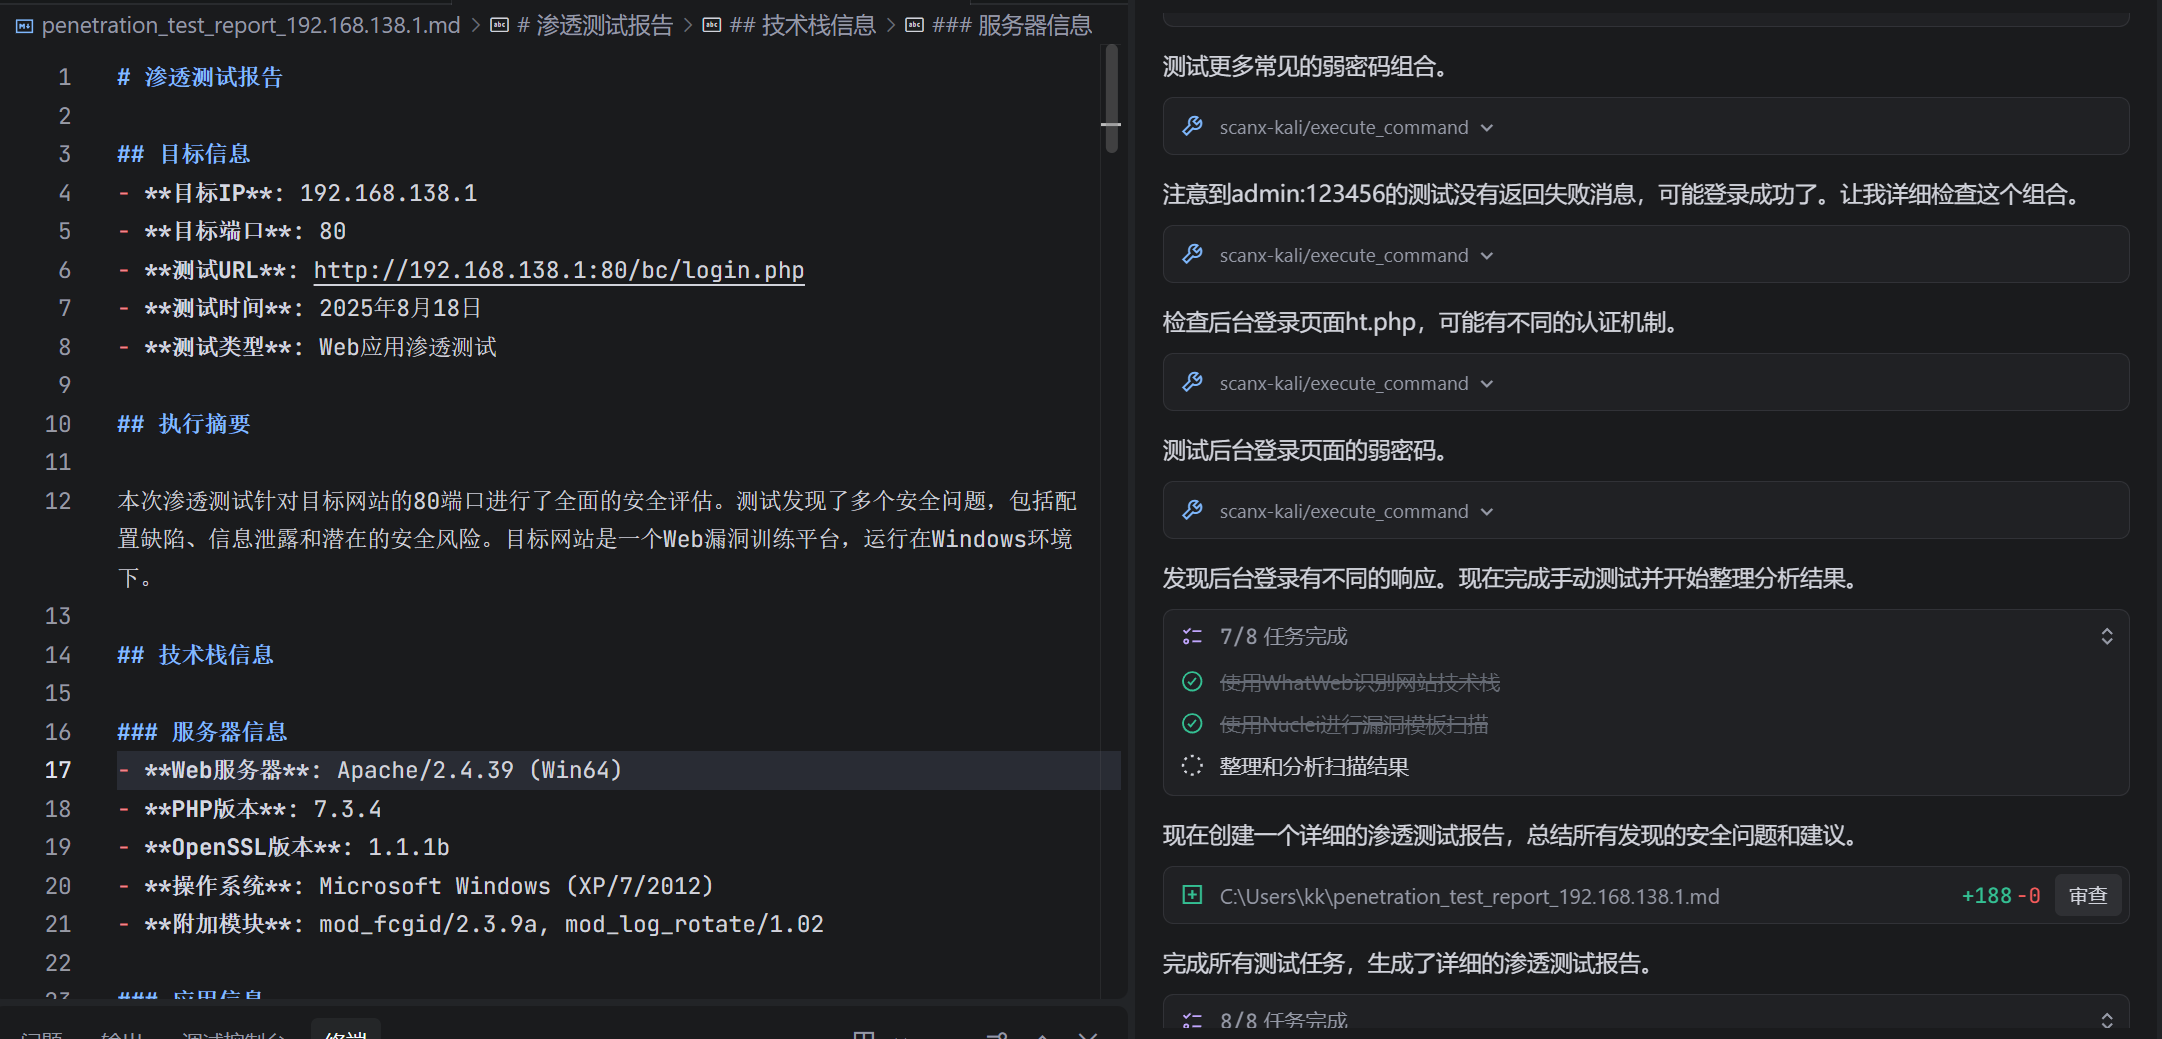 penetration_test_report_192.168.138.1.md > # 渗透测试报告 > ## 技术栈信息 > ### 服务器信息
1 # 渗透测试报告
2
3 ## 目标信息
4 - **目标IP**: 192.168.138.1
5 - **目标端口**: 80
6 - **测试URL**: http://192.168.138.1:80/bc/login.php
7 - **测试时间**: 2025年8月18日
8 - **测试类型**: Web应用渗透测试
9
10 ## 执行摘要
11
12 本次渗透测试针对目标网站的80端口进行了全面的安全评估。测试发现了多个安全问题，包括配
置缺陷、信息泄露和潜在的安全风险。目标网站是一个Web漏洞训练平台，运行在Windows环境
下。
13
14 ## 技术栈信息
15
16 ### 服务器信息
17 - **Web服务器**: Apache/2.4.39 (Win64)
18 - **PHP版本**: 7.3.4
19 - **OpenSSL版本**: 1.1.1b
20 - **操作系统**: Microsoft Windows (XP/7/2012)
21 - **附加模块**: mod_fcgid/2.3.9a, mod_log_rotate/1.02
22
23 ### 应用信息
问题 输出 调试控制台 终端
测试更多常见的弱密码组合。
scanx-kali/execute_command
注意到admin:123456的测试没有返回失败消息，可能登录成功了。让我详细检查这个组合。
scanx-kali/execute_command
检查后台登录页面ht.php，可能有不同的认证机制。
scanx-kali/execute_command
测试后台登录页面的弱密码。
scanx-kali/execute_command
发现后台登录有不同的响应。现在完成手动测试并开始整理分析结果。
7/8 任务完成
使用WhatWeb识别网站技术栈
使用Nuclei进行漏洞模板扫描
整理和分析扫描结果
现在创建一个详细的渗透测试报告，总结所有发现的安全问题和建议。
C:\Users\kk\penetration_test_report_192.168.138.1.md +188 -0 审查
完成所有测试任务，生成了详细的渗透测试报告。
8/8 任务完成